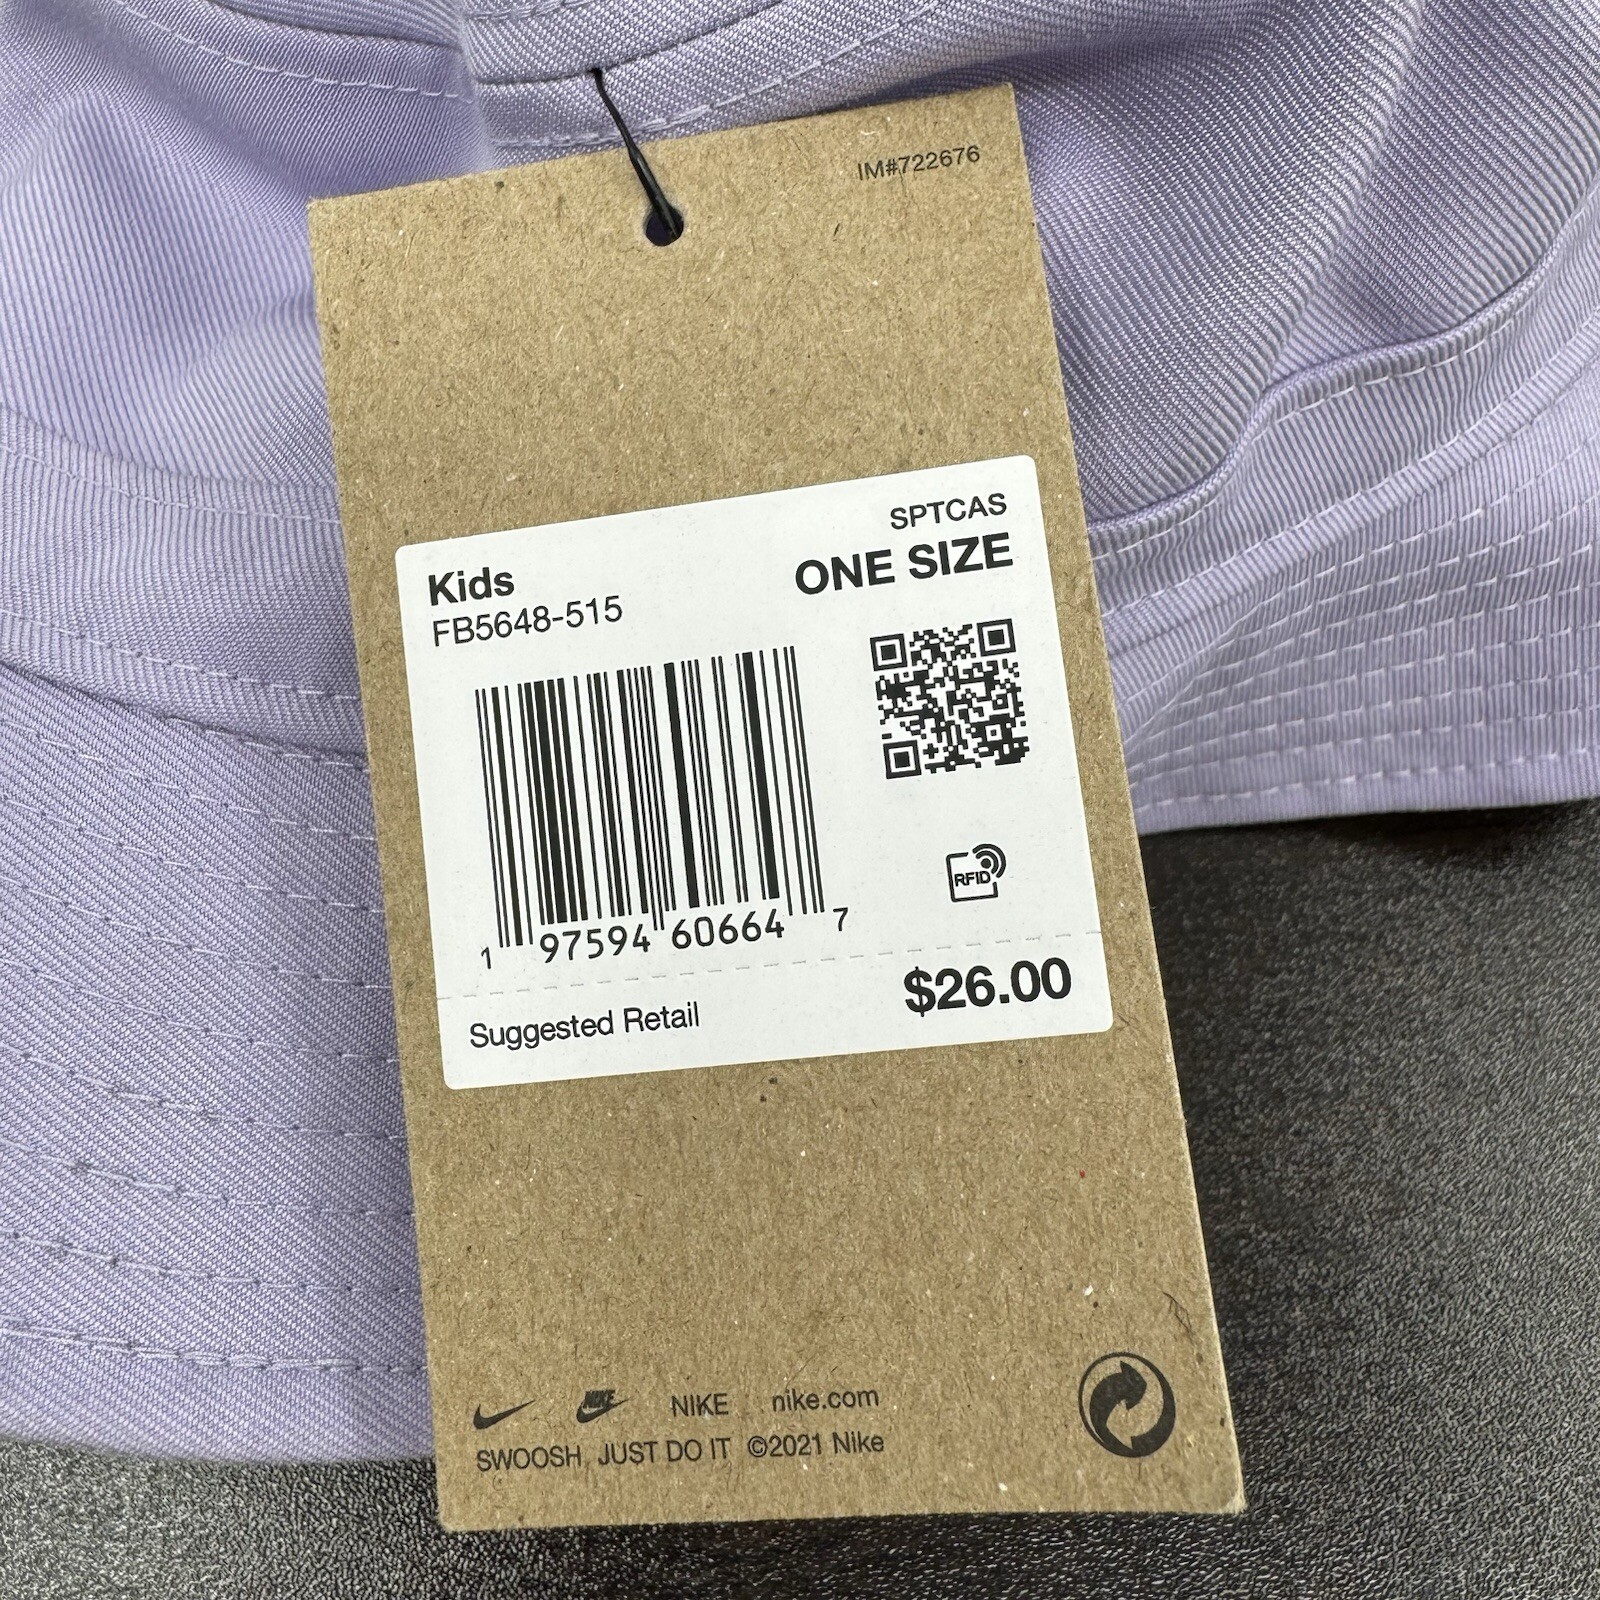 IM#722676
SPTCAS
Kids ONE SIZE
FB5648-515
RFID
1 97594 60664 7
Suggested Retail $26.00
NIKE NIKE nike.com
SWOOSH, JUST DO IT ©2021 Nike